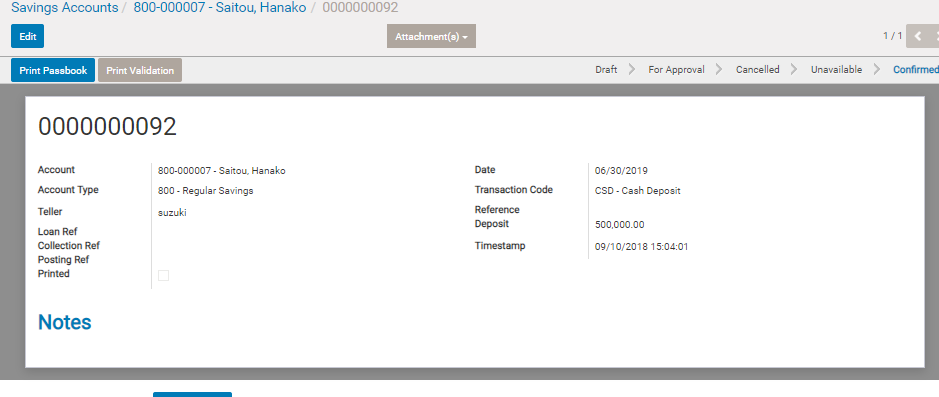 Savings Accounts / 800-000007 - Saitou, Hanako / 0000000092
Edit Attachment(s) 1 / 1
Print Passbook Print Validation Draft For Approval Cancelled Unavailable Confirmed
0000000092
Account 800-000007 - Saitou, Hanako Date 06/30/2019
Account Type 800 - Regular Savings Transaction Code CSD - Cash Deposit
Teller suzuki Reference
Deposit 500,000.00
Loan Ref
Collection Ref Timestamp 09/10/2018 15:04:01
Posting Ref
Printed
Notes